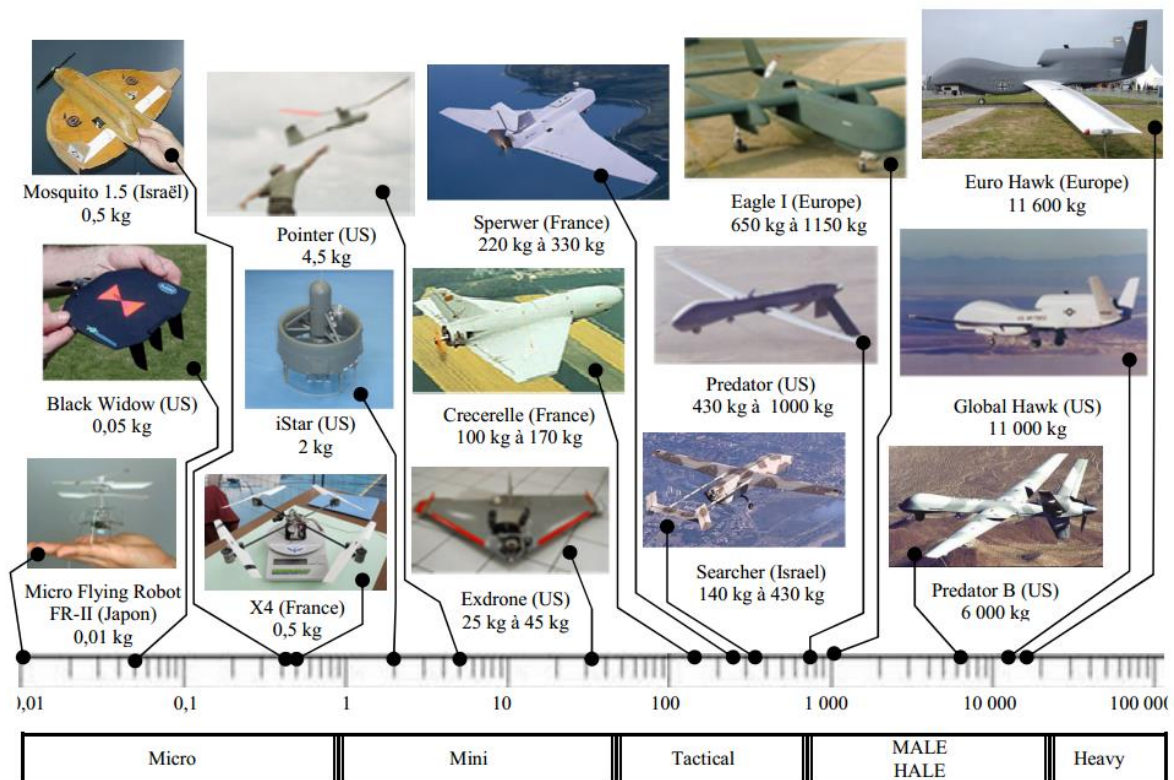 Mosquito 1.5 (Israël)
0,5 kg
Black Widow (US)
0,05 kg
Micro Flying Robot
FR-II (Japon)
0,01 kg
Pointer (US)
4,5 kg
iStar (US)
2 kg
X4 (France)
0,5 kg
Sperwer (France)
220 kg à 330 kg
Crecerelle (France)
100 kg à 170 kg
Exdrone (US)
25 kg à 45 kg
Eagle I (Europe)
650 kg à 1150 kg
Predator (US)
430 kg à 1000 kg
Searcher (Israel)
140 kg à 430 kg
Euro Hawk (Europe)
11 600 kg
Global Hawk (US)
11 000 kg
Predator B (US)
6 000 kg
),01 0,1 1 10 100 1 000 10 000 100 000
Micro Mini Tactical MALE Heavy
HALE